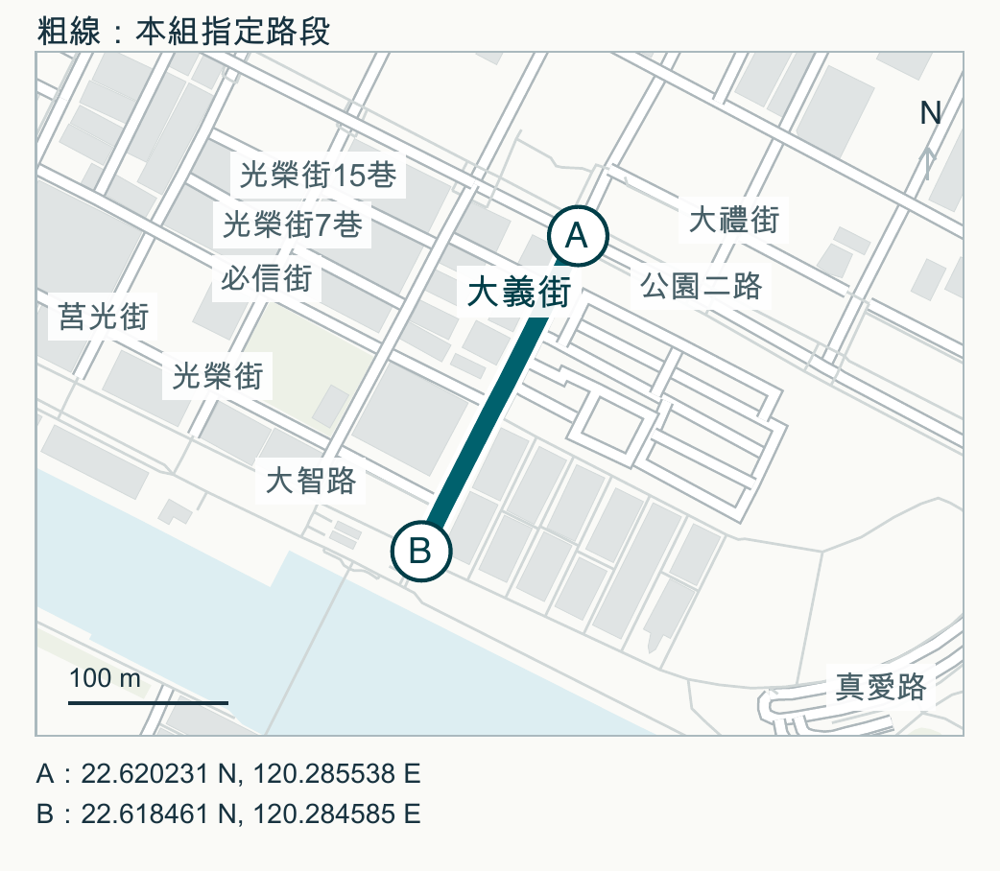 粗線：本組指定路段
N
光榮街15巷
A
大禮街
光榮街7巷
必信街
大義街
公園二路
莒光街
光榮街
大智路
B
100 m
真愛路
A：22.620231 N, 120.285538 E
B：22.618461 N, 120.284585 E